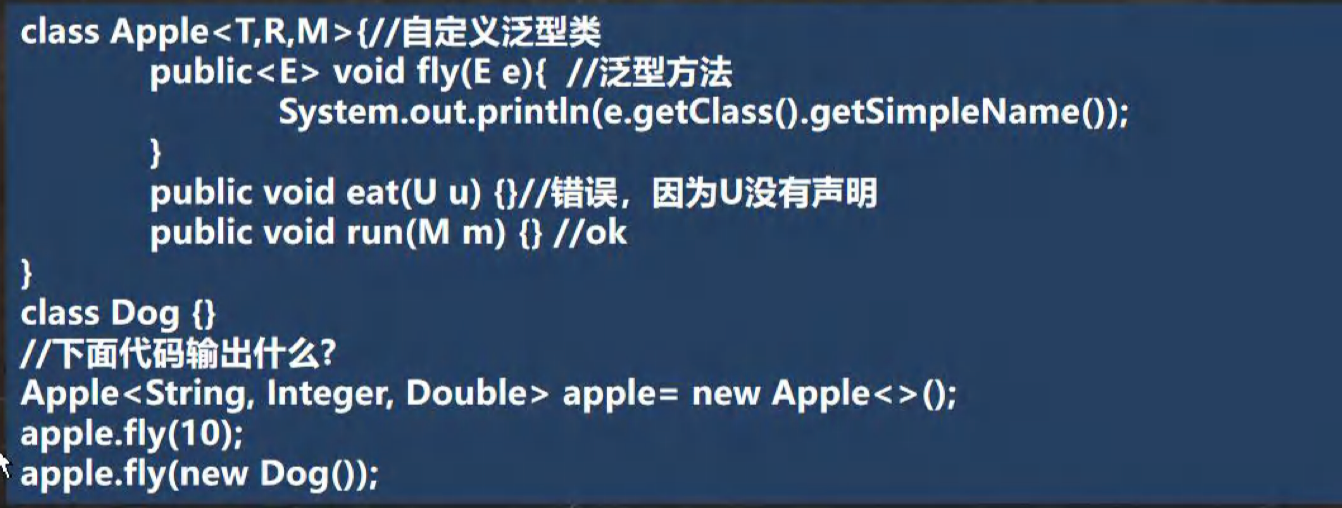 class Apple<T,R,M>{//自定义泛型类
public<E> void fly(E e){ //泛型方法
System.out.println(e.getClass().getSimpleName());
}
public void eat(U u) {}//错误，因为U没有声明
public void run(M m) {} //ok
}
class Dog {}
//下面代码输出什么?
Apple<String, Integer, Double> apple= new Apple<>();
apple.fly(10);
apple.fly(new Dog());